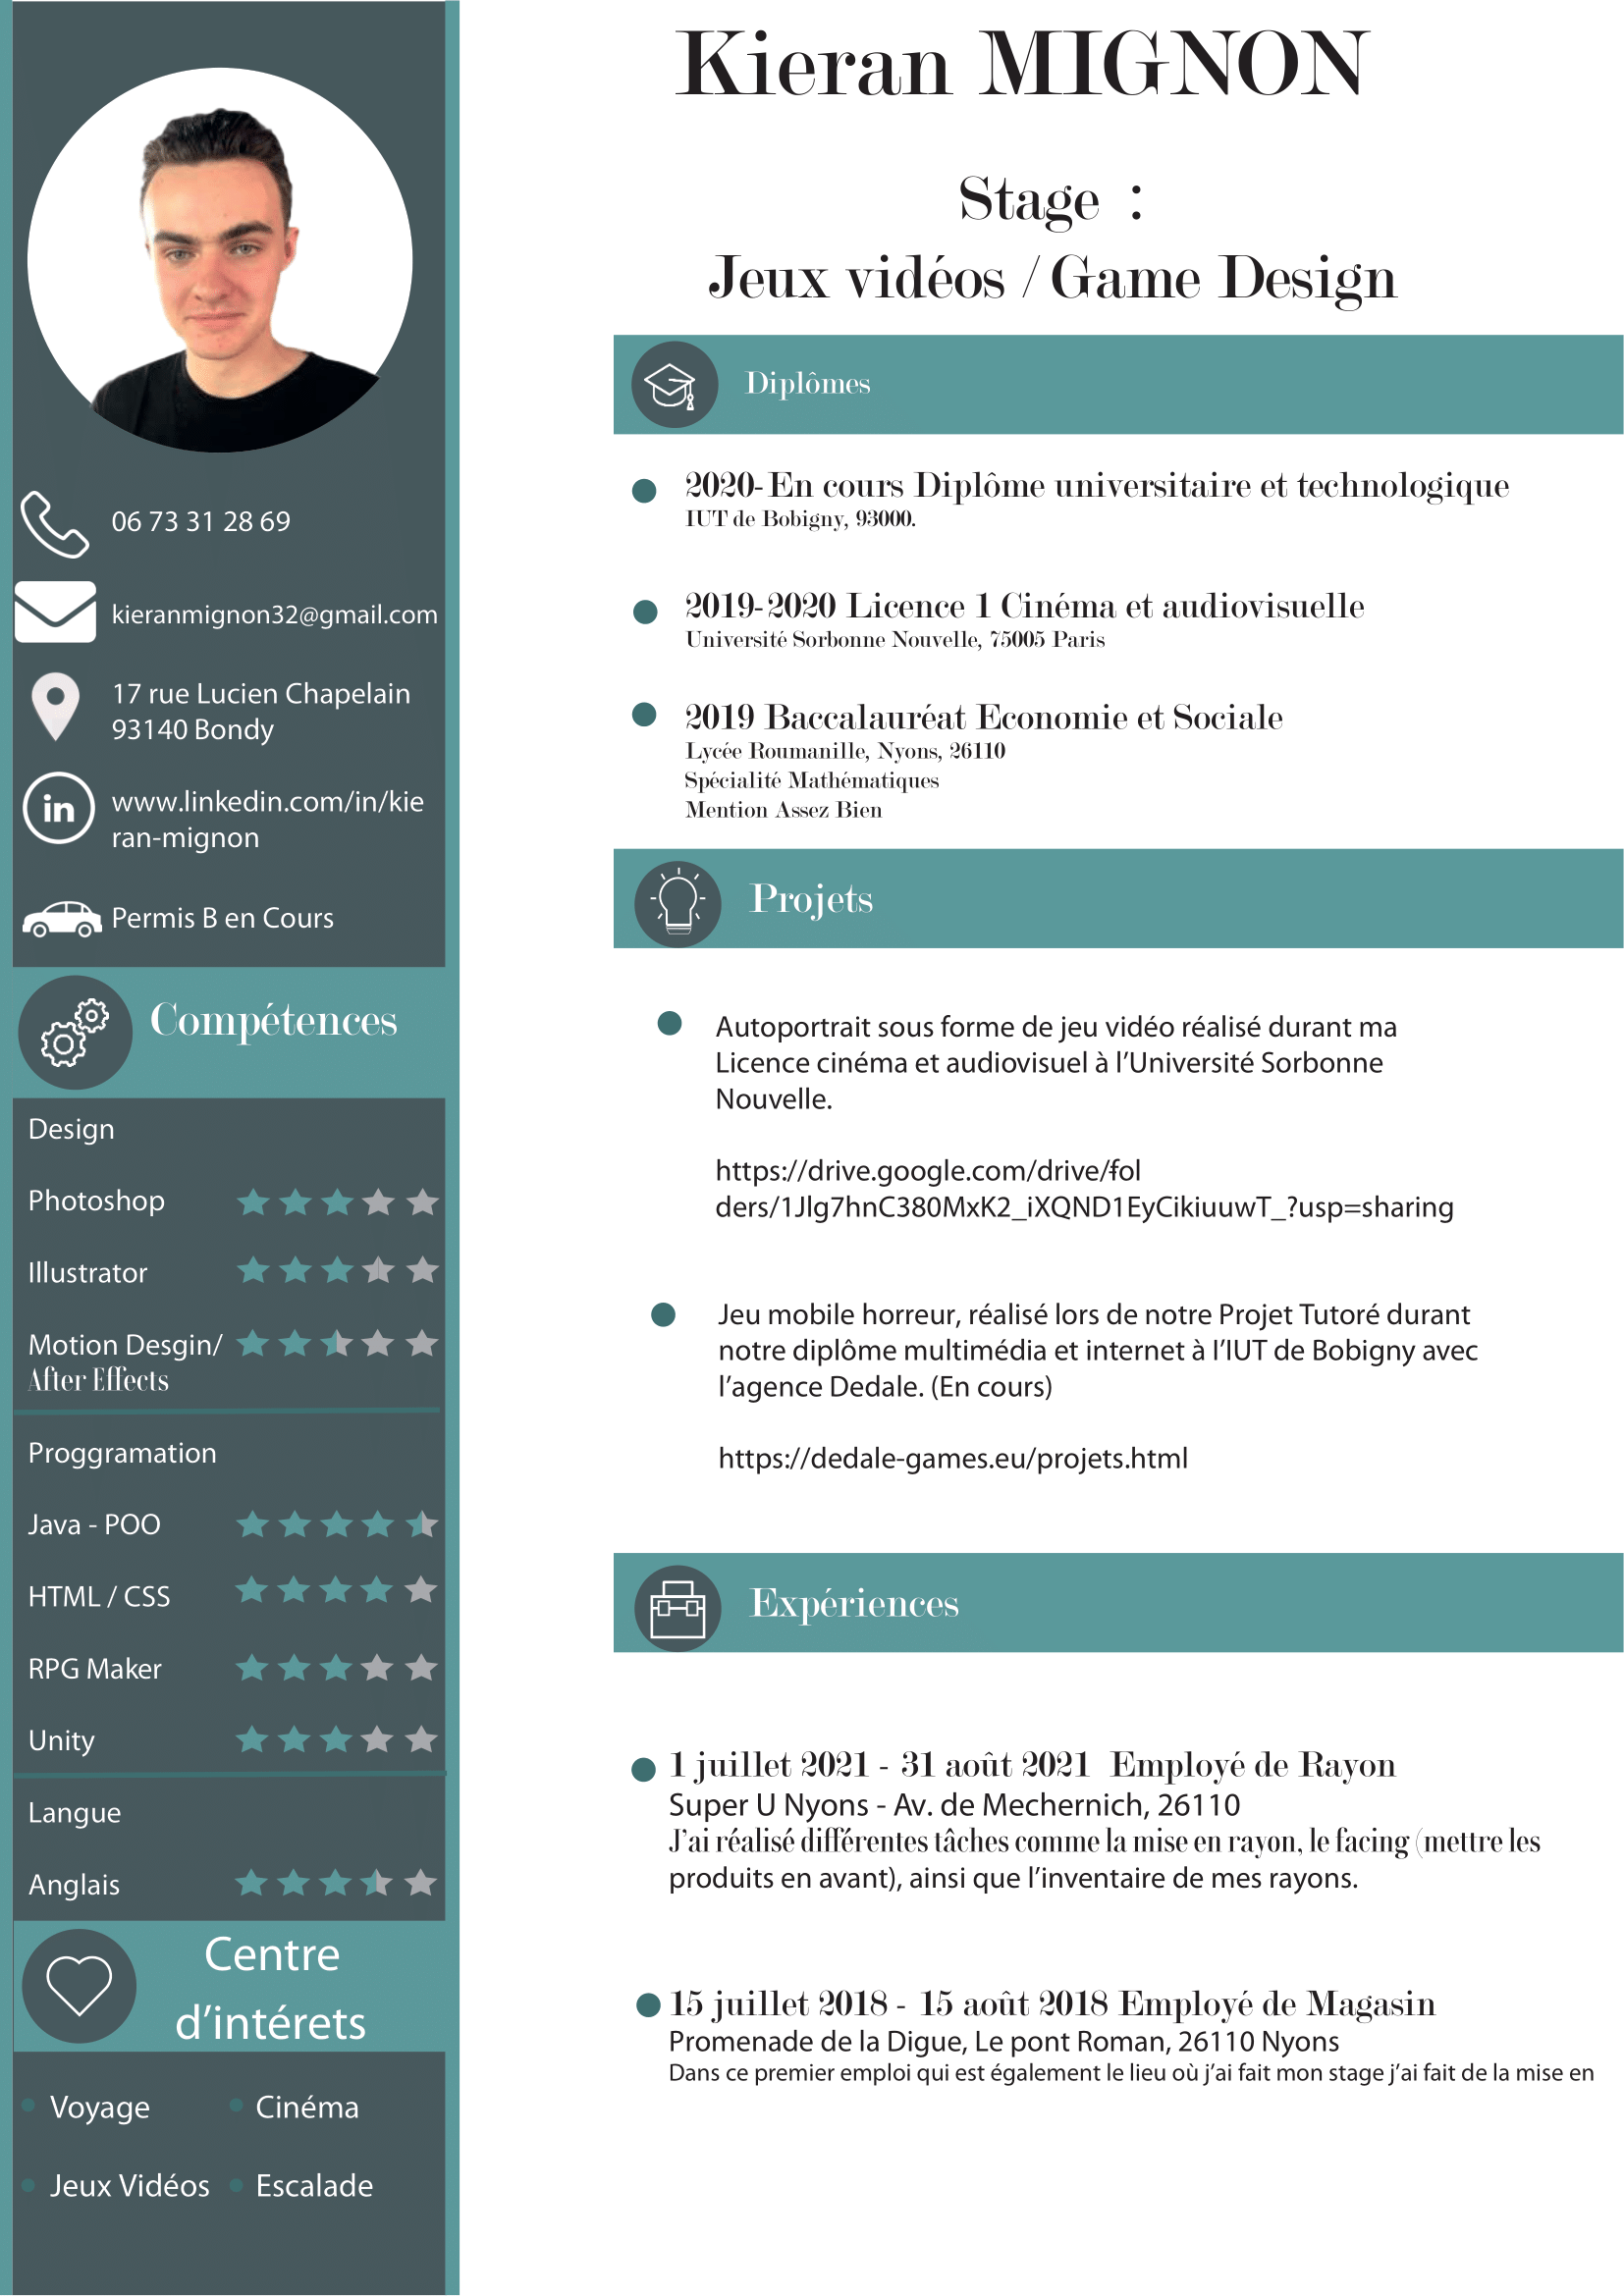 Kieran MIGNON
Stage :
Jeux vidéos / Game Design
06 73 31 28 69
kieranmignon32@gmail.com
17 rue Lucien Chapelain
93140 Bondy
in
www.linkedin.com/in/kie
ran-mignon
Permis B en Cours
Compétences
Design
Photoshop
Illustrator
Motion Desgin/
After Effects
Proggramation
Java - POO
HTML / CSS
RPG Maker
Unity
Langue
Anglais
Centre
d’intérets
Voyage
Cinéma
Jeux Vidéos
Escalade
Diplômes
2020-En cours Diplôme universitaire et technologique
IUT de Bobigny, 93000.
2019-2020 Licence 1 Cinéma et audiovisuelle
Université Sorbonne Nouvelle, 75005 Paris
2019 Baccalauréat Economie et Sociale
Lycée Roumanille, Nyons, 26110
Spécialité Mathématiques
Mention Assez Bien
Projets
Autoportrait sous forme de jeu vidéo réalisé durant ma
Licence cinéma et audiovisuel à l’Université Sorbonne
Nouvelle.
https://drive.google.com/drive/fol
ders/1Jlg7hnC380MxK2_iXQND1EyCikiuuwT_?usp=sharing
Jeu mobile horreur, réalisé lors de notre Projet Tutoré durant
notre diplôme multimédia et internet à l’IUT de Bobigny avec
l’agence Dedale. (En cours)
https://dedale-games.eu/projets.html
Expériences
1 juillet 2021 - 31 août 2021 Employé de Rayon
Super U Nyons - Av. de Mechernich, 26110
J’ai réalisé différentes tâches comme la mise en rayon, le facing (mettre les
produits en avant), ainsi que l’inventaire de mes rayons.
15 juillet 2018 - 15 août 2018 Employé de Magasin
Promenade de la Digue, Le pont Roman, 26110 Nyons
Dans ce premier emploi qui est également le lieu où j’ai fait mon stage j’ai fait de la mise en